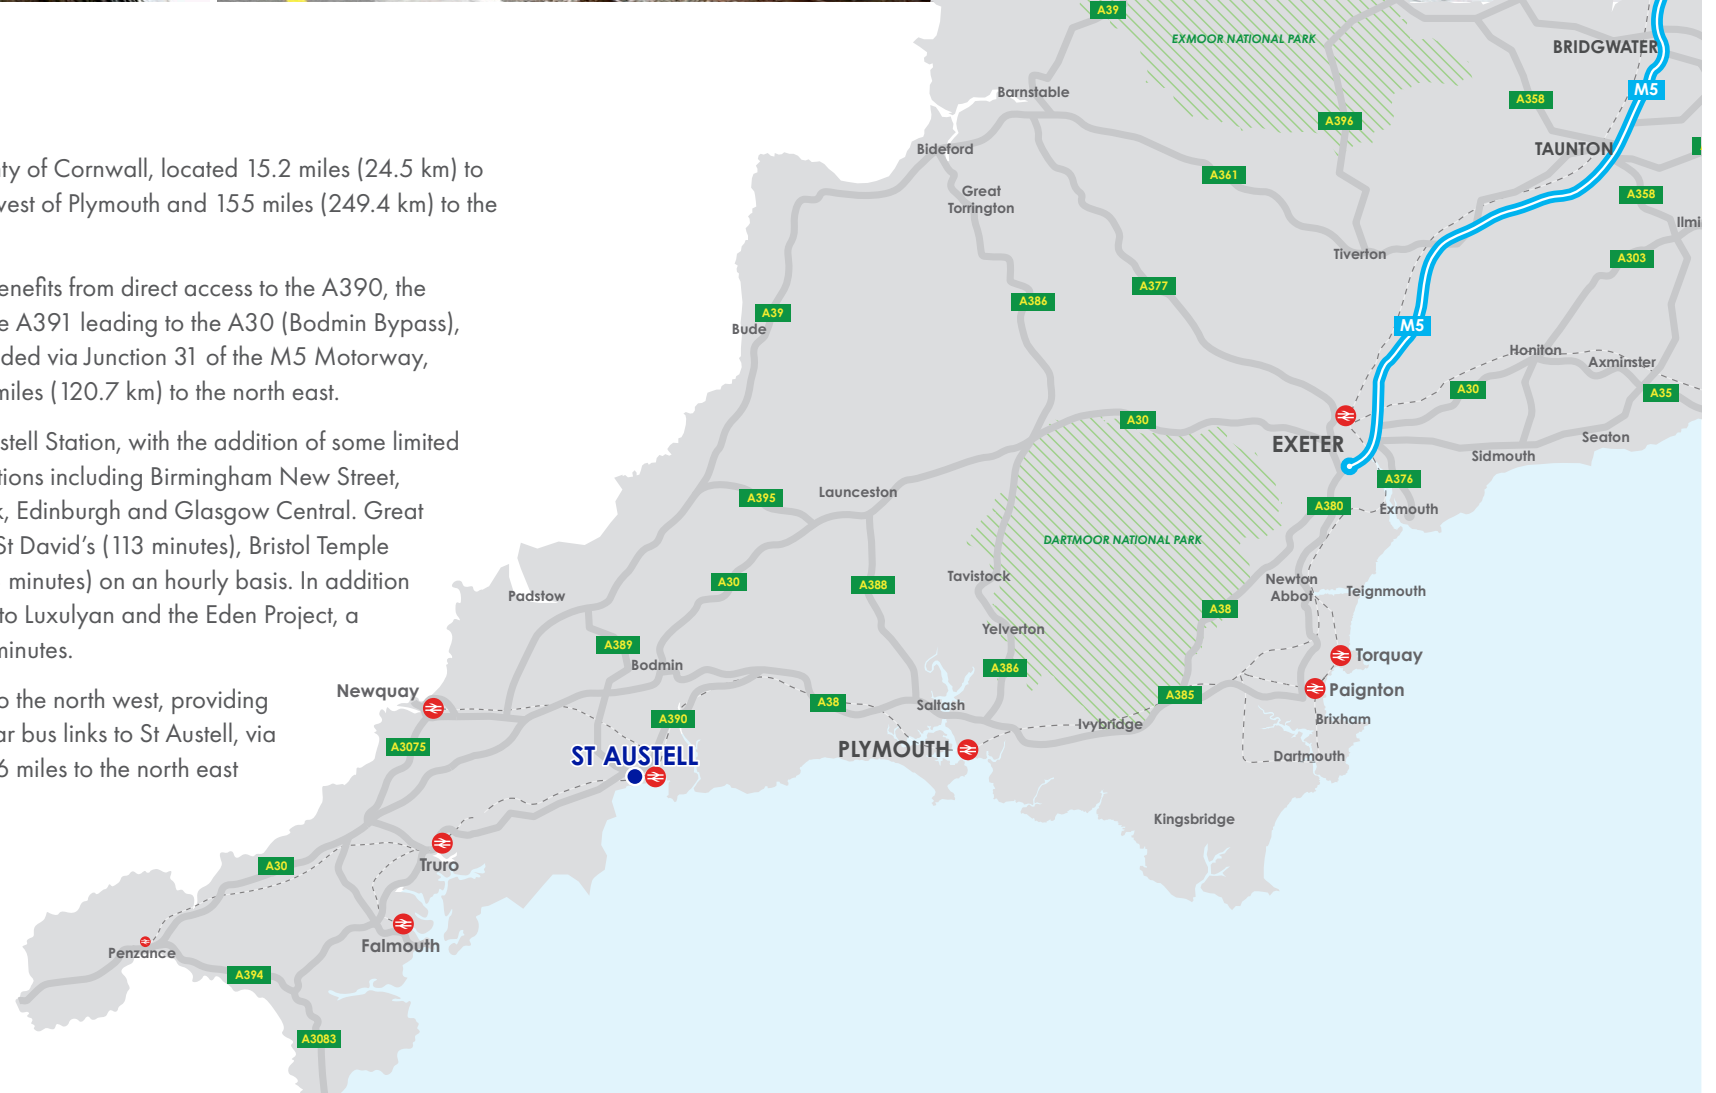 ty of Cornwall, located 15.2 miles (24.5 km) to
west of Plymouth and 155 miles (249.4 km) to the
enefits from direct access to the A390, the
e A391 leading to the A30 (Bodmin Bypass),
ded via Junction 31 of the M5 Motorway,
miles (120.7 km) to the north east.
ustell Station, with the addition of some limited
tions including Birmingham New Street,
k, Edinburgh and Glasgow Central. Great
St David's (113 minutes), Bristol Temple
minutes) on an hourly basis. In addition
to Luxulyan and the Eden Project, a
minutes.
o the north west, providing
ar bus links to St Austell, via
6 miles to the north east
A39
EXMOOR NATIONAL PARK
BRIDGWATER
M5
Barnstable
A358
A396
Bideford
TAUNTON
A361
Great
Torrington
A358
Ilmi
Tiverton
A303
A377
A386
A39
Bude
M5
Honiton
Axminster
A30
A35
A30
EXETER
Seaton
Sidmouth
A376
A380
Exmouth
A395
Launceston
DARTMOOR NATIONAL PARK
Tavistock
A30
A388
Padstow
Newton
Abbot
Teignmouth
A38
Yelverton
A389
Bodmin
A386
Torquay
Newquay
Paignton
A385
A38
Saltash
A390
Ivybridge
Brixham
A3075
ST AUSTELL
PLYMOUTH
Dartmouth
Kingsbridge
A30
Truro
Falmouth
Penzance
A394
A3083